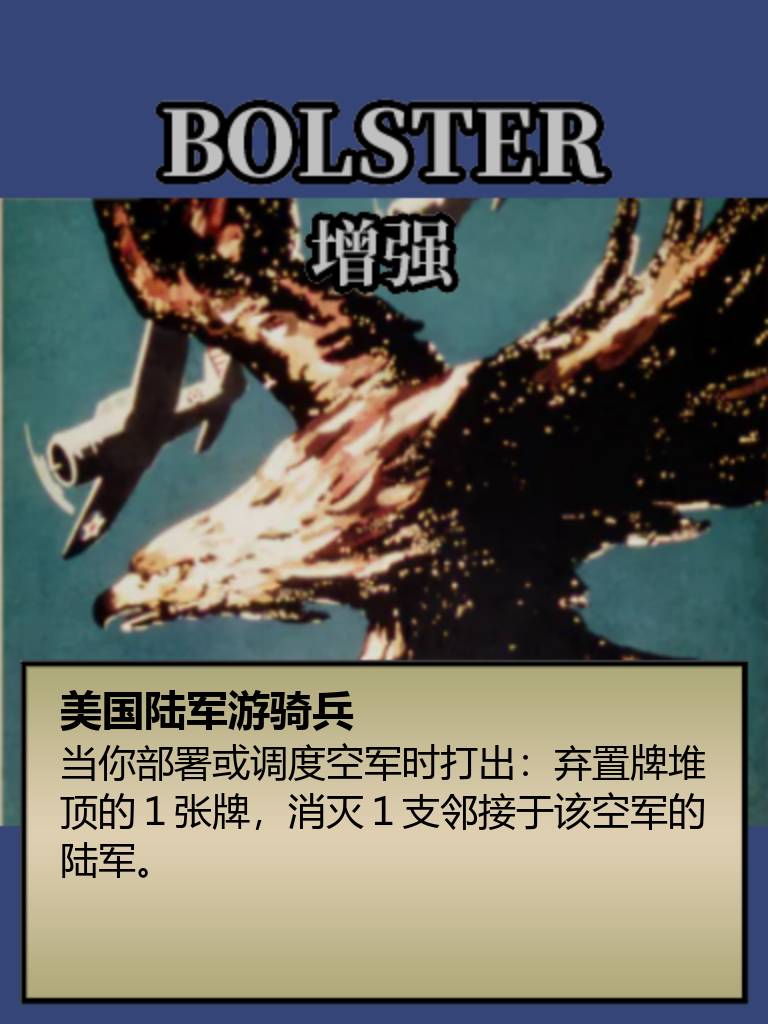 BOLSTER
增强
美国陆军游骑兵
当你部署或调度空军时打出：弃置牌堆
顶的1张牌，消灭1支邻接于该空军的
陆军。